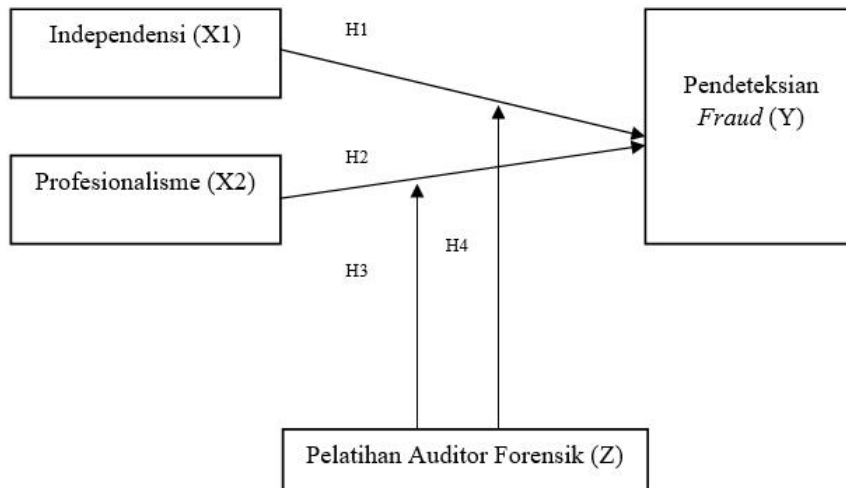 Independensi (X1)
H1
Pendeteksian
Fraud (Y)
H2
Profesionalisme (X2)
H4
H3
Pelatihan Auditor Forensik (Z)